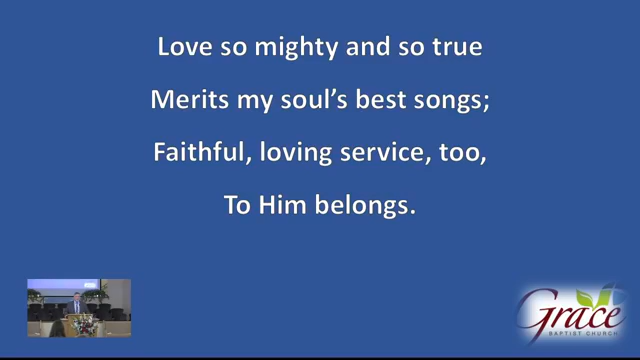 Love so mighty and so true
Merits my soul's best songs;
Faithful, loving service, too,
To Him belongs.
Grace
BAPTIST CHURCH